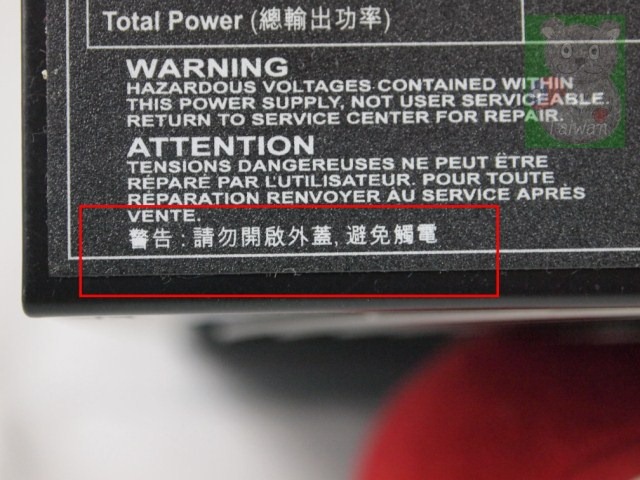 Total Power (總輸出功率)
WARNING
HAZARDOUS VOLTAGES CONTAINED WITHIN
THIS POWER SUPPLY, NOT USER SERVICEABLE.
RETURN TO SERVICE CENTER FOR REPAIR.
ATTENTION
TENSIONS DANGEREUSES NE PEUT ËTRE
RÉPARÉ PAR L'UTILISATEUR. POUR TOUTE
RÉPARATION RENVOYER AU SERVICE APRÈS
VENTE.
警告 : 請勿開啟外蓋, 避免觸電
Taiwan